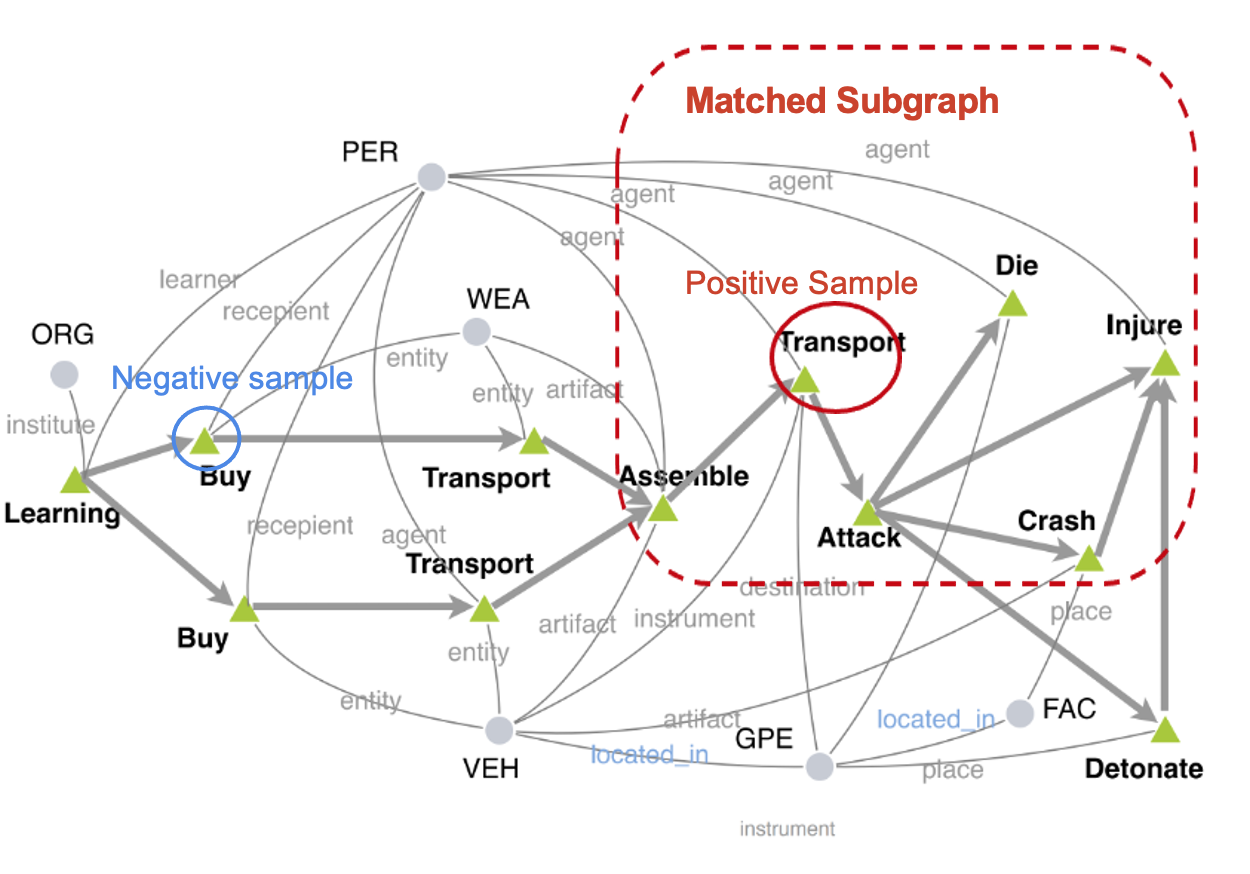 Matched Subgraph
agent
PER
agent
agent
agent
Die
learner
Positive Sample
WEA
recepient
Injure
ORG
Transport
entity
Negative sample
entity
artifact
institute
Buy
Transport
Assemble
Learning
recepient
Crash
agent
Attack
Transport
destination
place
artifact
instrument
Buy
entity
entity
artifact
located_in
FAC
GPE
located_in
VEH
place
Detonate
instrument